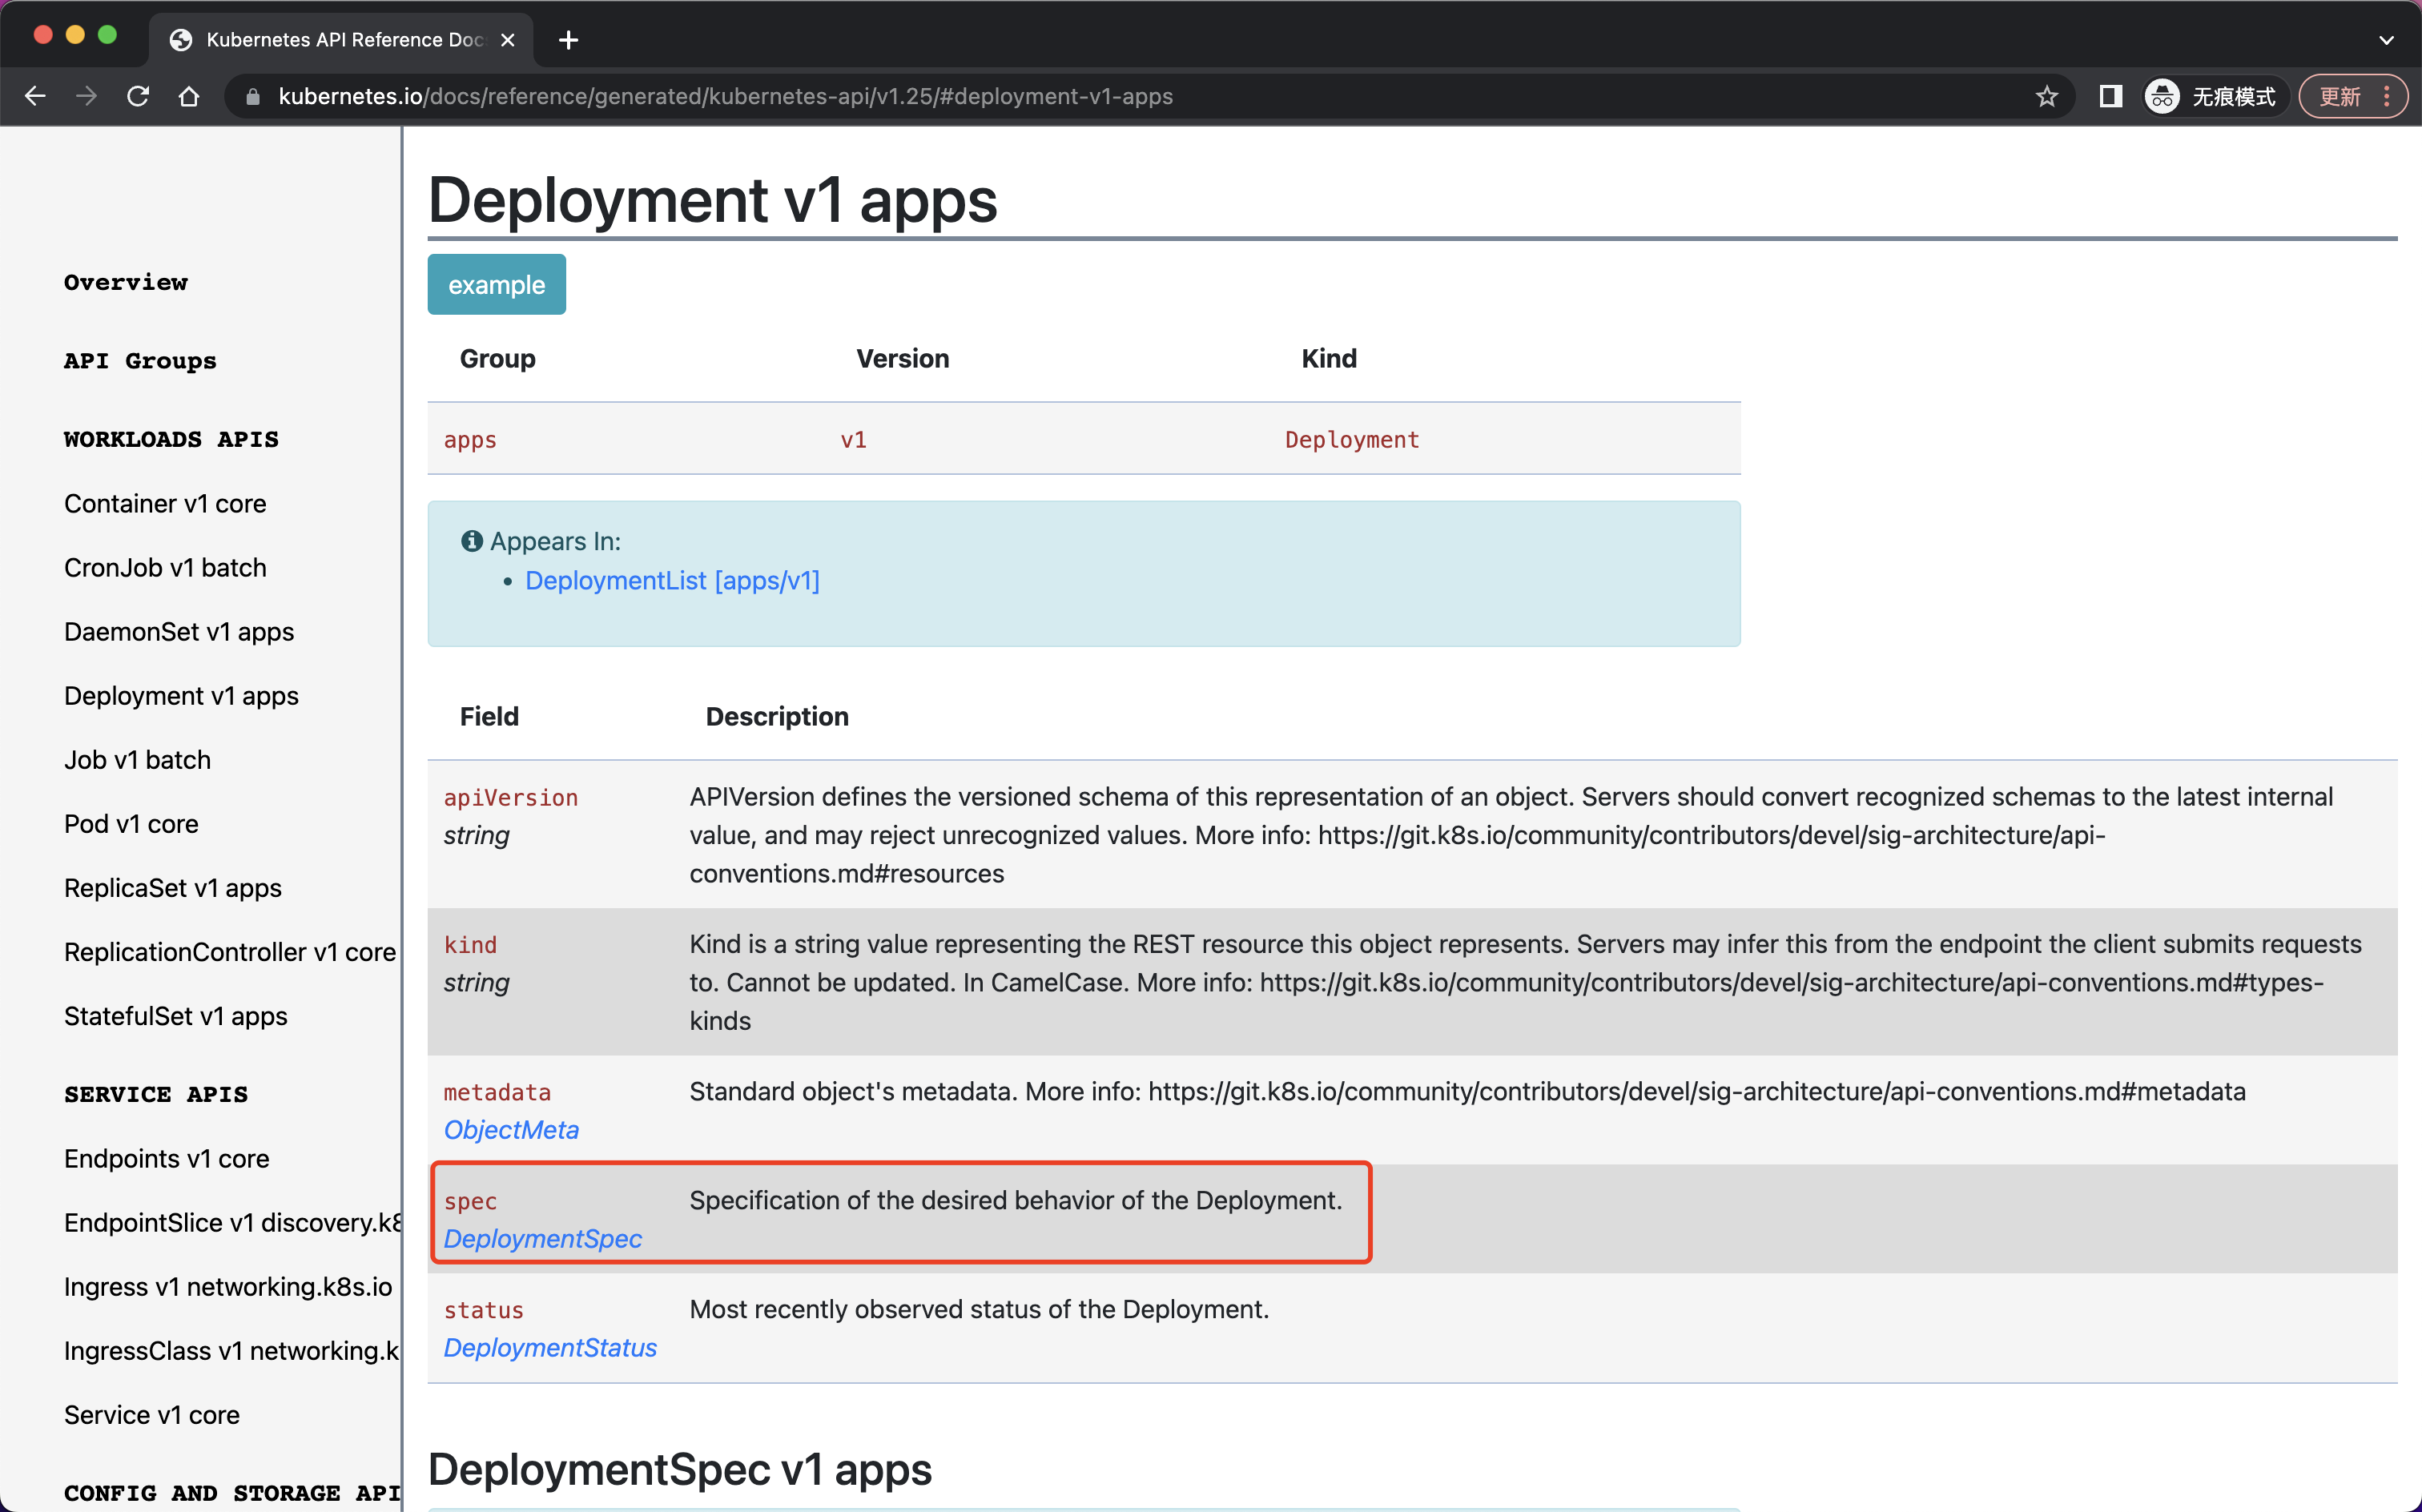 Kubernetes API Reference Doc
kubernetes.io/docs/reference/generated/kubernetes-api/v1.25/#deployment-v1-apps
无痕模式
更新
Overview
API Groups
WORKLOADS APIS
Container v1 core
CronJob v1 batch
DaemonSet v1 apps
Deployment v1 apps
Job v1 batch
Pod v1 core
ReplicaSet v1 apps
ReplicationController v1 core
StatefulSet v1 apps
SERVICE APIS
Endpoints v1 core
EndpointSlice v1 discovery.k8
Ingress v1 networking.k8s.io
IngressClass v1 networking.k
Service v1 core
CONFIG AND STORAGE API
Deployment v1 apps
example
Group Version Kind
apps v1 Deployment
Appears In:
DeploymentList [apps/v1]
Field Description
apiVersion
string
APIVersion defines the versioned schema of this representation of an object. Servers should convert recognized schemas to the latest internal
value, and may reject unrecognized values. More info: https://git.k8s.io/community/contributors/devel/sig-architecture/api-
conventions.md#resources
kind
string
Kind is a string value representing the REST resource this object represents. Servers may infer this from the endpoint the client submits requests
to. Cannot be updated. In CamelCase. More info: https://git.k8s.io/community/contributors/devel/sig-architecture/api-conventions.md#types-
kinds
metadata
ObjectMeta
Standard object's metadata. More info: https://git.k8s.io/community/contributors/devel/sig-architecture/api-conventions.md#metadata
spec
DeploymentSpec
Specification of the desired behavior of the Deployment.
status
DeploymentStatus
Most recently observed status of the Deployment.
DeploymentSpec v1 apps